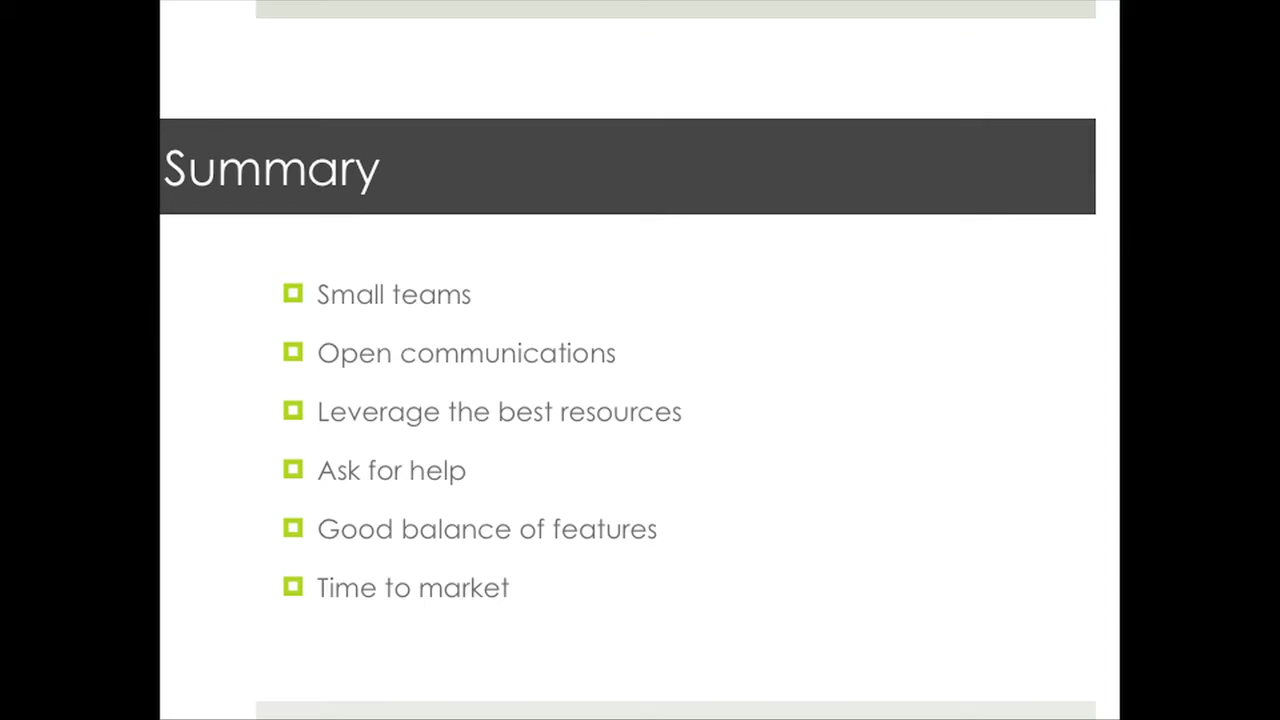 Summary
Small teams
Open communications
Leverage the best resources
Ask for help
Good balance of features
Time to market